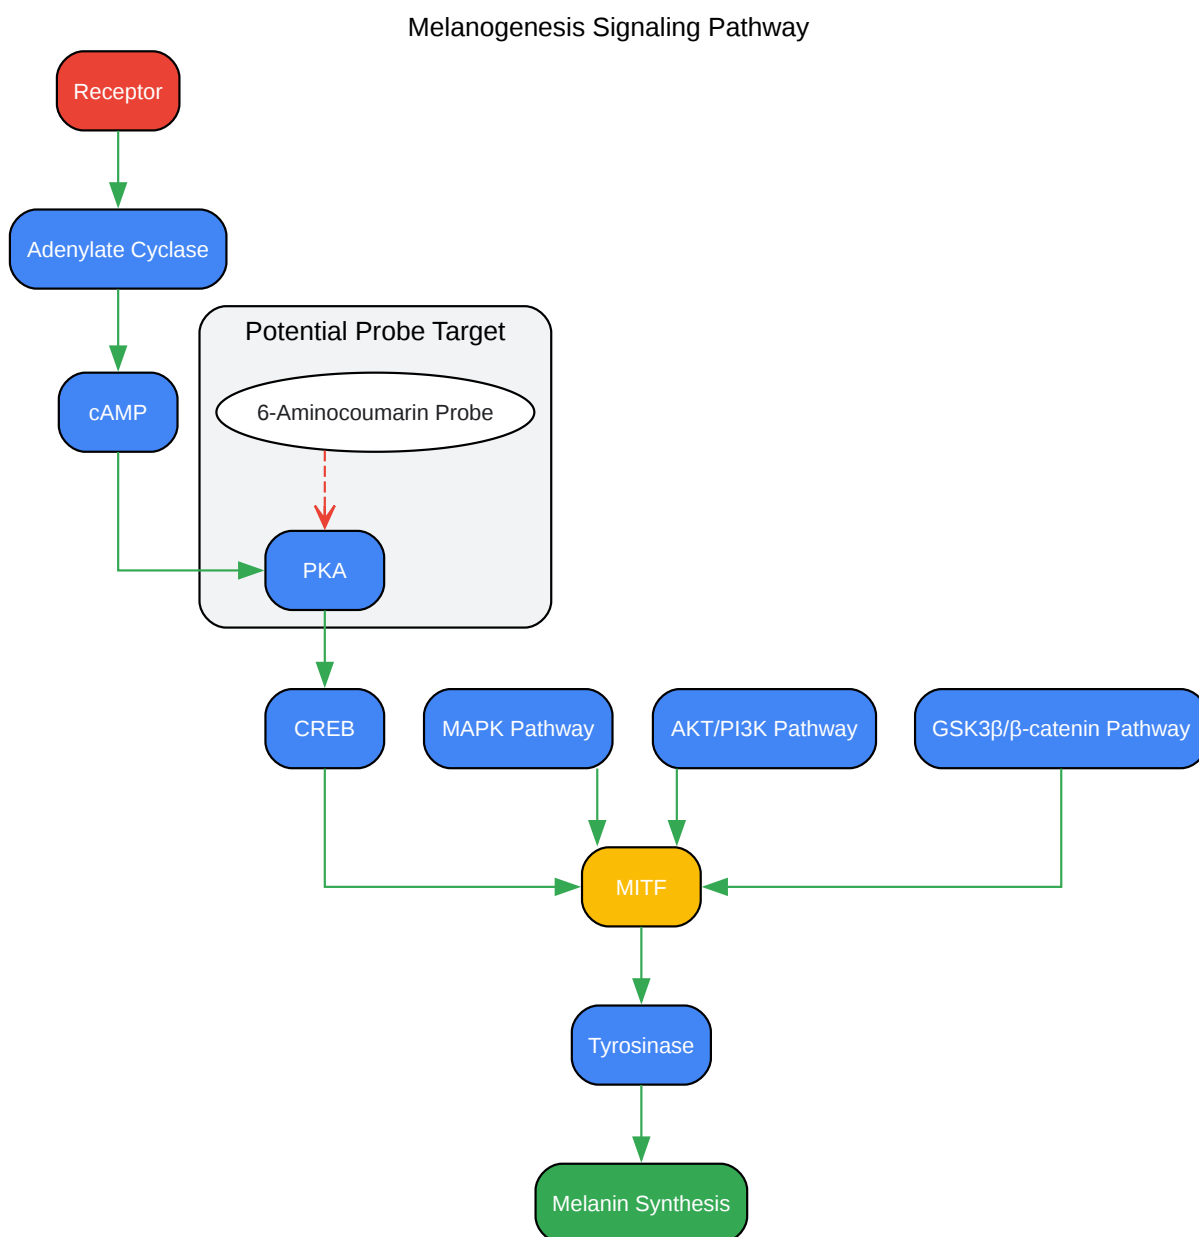 Melanogenesis Signaling Pathway
Receptor
Adenylate Cyclase
Potential Probe Target
cAMP
6-Aminocoumarin Probe
PKA
CREB
MAPK Pathway
AKT/PI3K Pathway
GSK3β/β-catenin Pathway
MITF
Tyrosinase
Melanin Synthesis